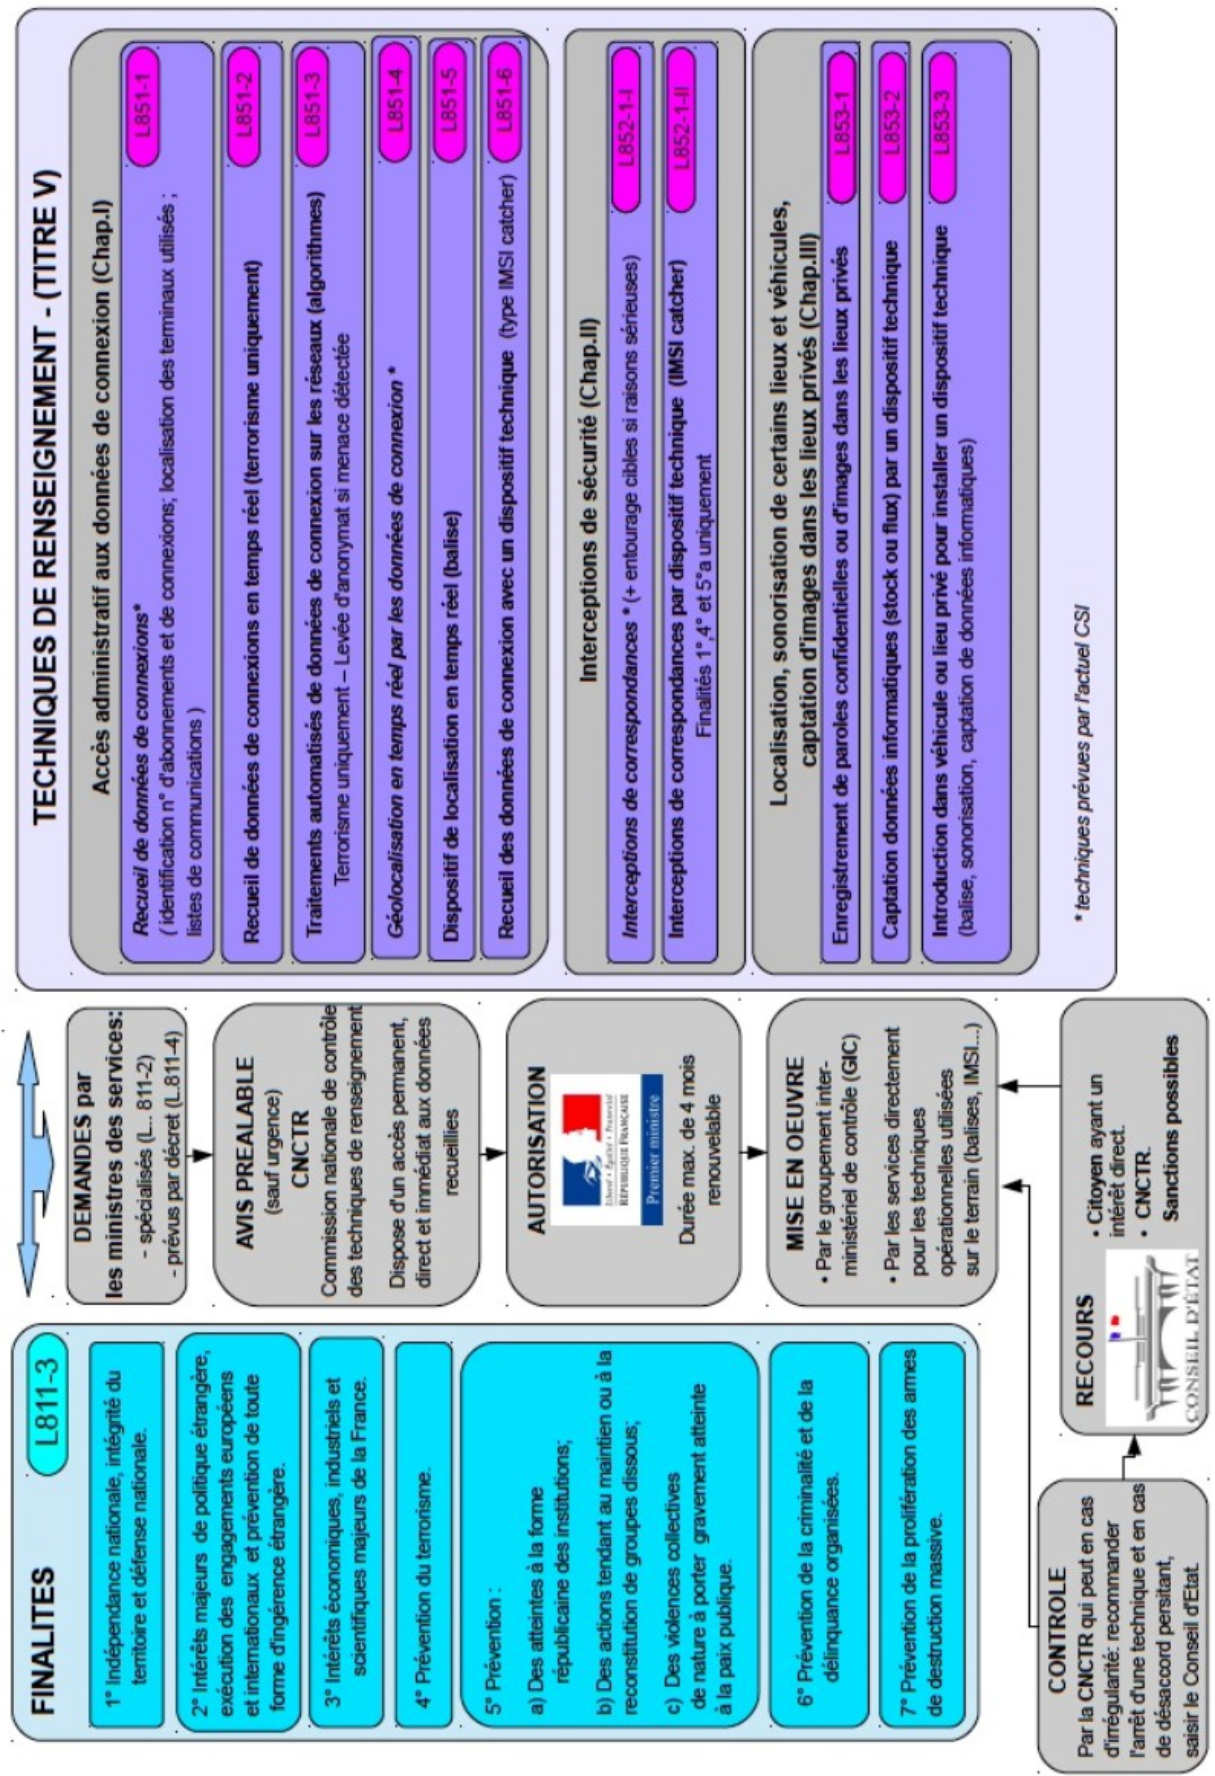 FINALITES
L811-3
1° Indépendance nationale, intégrité du
territoire et défense nationale.
2° Intérêts majeurs de politique étrangère,
exécution des engagements européens
et internationaux et prévention de toute
forme d'ingérence étrangère.
3° Intérêts économiques, industriels et
scientifiques majeurs de la France.
4° Prévention du terrorisme.
5° Prévention :
a) Des atteintes à la forme
républicaine des institutions;
b) Des actions tendant au maintien ou à la
reconstitution de groupes dissous;
c) Des violences collectives
de nature à porter gravement atteinte
à la paix publique.
6° Prévention de la criminalité et de la
délinquance organisées.
7° Prévention de la prolifération des armes
de destruction massive.
DEMANDES par
les ministres des services:
- spécialisés (L.. 811-2)
- prévus par décret (L.811-4)
AVIS PREALABLE
(sauf urgence)
CNCTR
Commission nationale de contrôle
des techniques de renseignement
Dispose d'un accès permanent,
direct et immédiat aux données
recueillies
AUTORISATION
Liberté • Égalité • Fraternité
RÉPUBLIQUE FRANÇAISE
Premier ministre
Durée max. de 4 mois
renouvelable
MISE EN OEUVRE
• Par le groupement inter-
ministériel de contrôle (GIC)
• Par les services directement
pour les techniques
opérationnelles utilisées
sur le terrain (balises, IMSI...)
CONTROLE
Par la CNCTR qui peut en cas
d'irrégularité: recommander
l'arrêt d'une technique et en cas
de désaccord persitant,
saisir le Conseil d'Etat.
RECOURS
CONSEIL D'ÉTAT
• Citoyen ayant un
intérêt direct.
• CNCTR.
Sanctions possibles
TECHNIQUES DE RENSEIGNEMENT - (TITRE V)
Accès administratif aux données de connexion (Chap.I)
Recueil de données de connexions*
L851-1
( identification n° d'abonnements et de connexions; localisation des terminaux utilisés ;
listes de communications )
Recueil de données de connexions en temps réel (terrorisme uniquement)
L851-2
Traitements automatisés de données de connexion sur les réseaux (algorithmes)
L851-3
Terrorisme uniquement – Levée d'anonymat si menace détectée
Géolocalisation en temps réel par les données de connexion *
L851-4
Dispositif de localisation en temps réel (balise)
L851-5
Recueil des données de connexion avec un dispositif technique (type IMSI catcher)
L851-6
Interceptions de sécurité (Chap.II)
Interceptions de correspondances * (+ entourage cibles si raisons sérieuses)
L852-1-I
Interceptions de correspondances par dispositif technique (IMSI catcher)
L852-1-II
Finalités 1°,4° et 5°a uniquement
Localisation, sonorisation de certains lieux et véhicules,
captation d'images dans les lieux privés (Chap.III)
Enregistrement de paroles confidentielles ou d'images dans les lieux privés
L853-1
Captation données informatiques (stock ou flux) par un dispositif technique
L853-2
Introduction dans véhicule ou lieu privé pour installer un dispositif technique
L853-3
(balise, sonorisation, captation de données informatiques)
* techniques prévues par l'actuel CSI